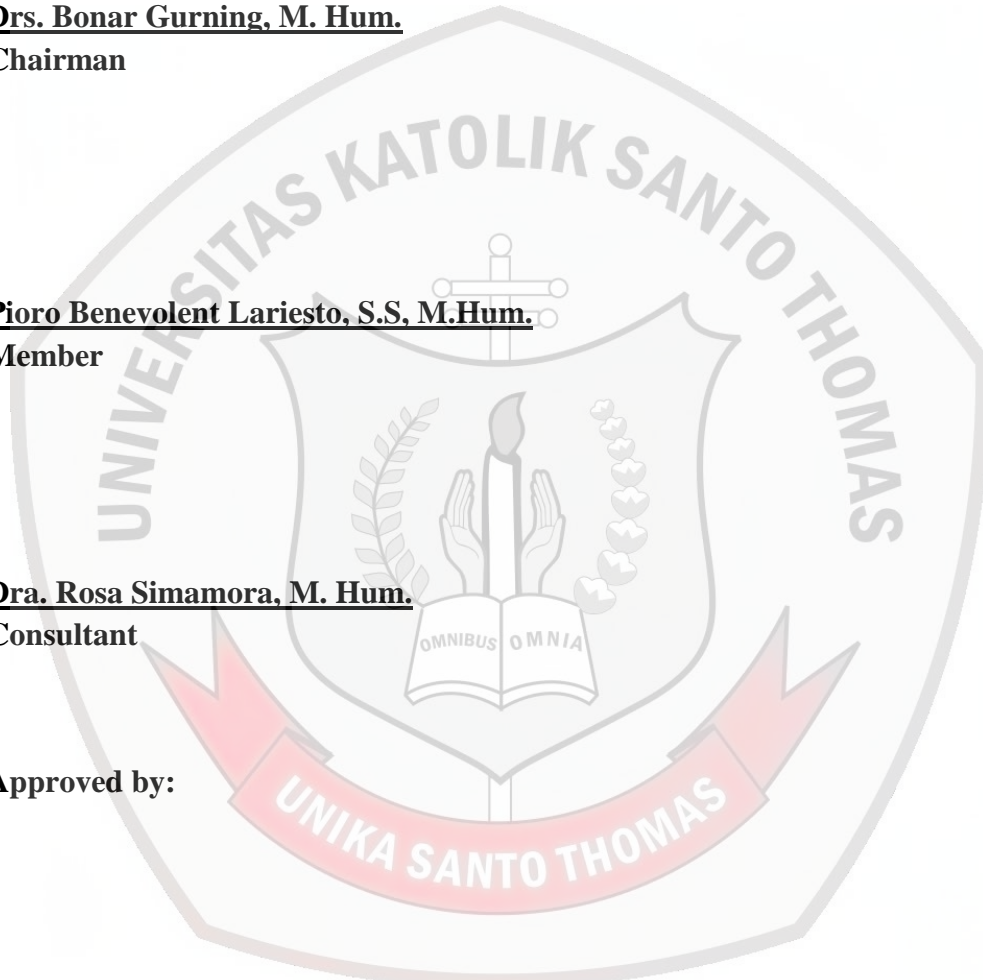 Drs. Bonar Gurning, M. Hum.
Chairman
UNIVERSITAS KATOLIK SANTO THOMAS
Pioro Benevolent Lariesto, S.S, M.Hum.
Member
Dra. Rosa Simamora, M. Hum.
Consultant
OMNIBUS OMNIA
Approved by:
UNIKA SANTO THOMAS